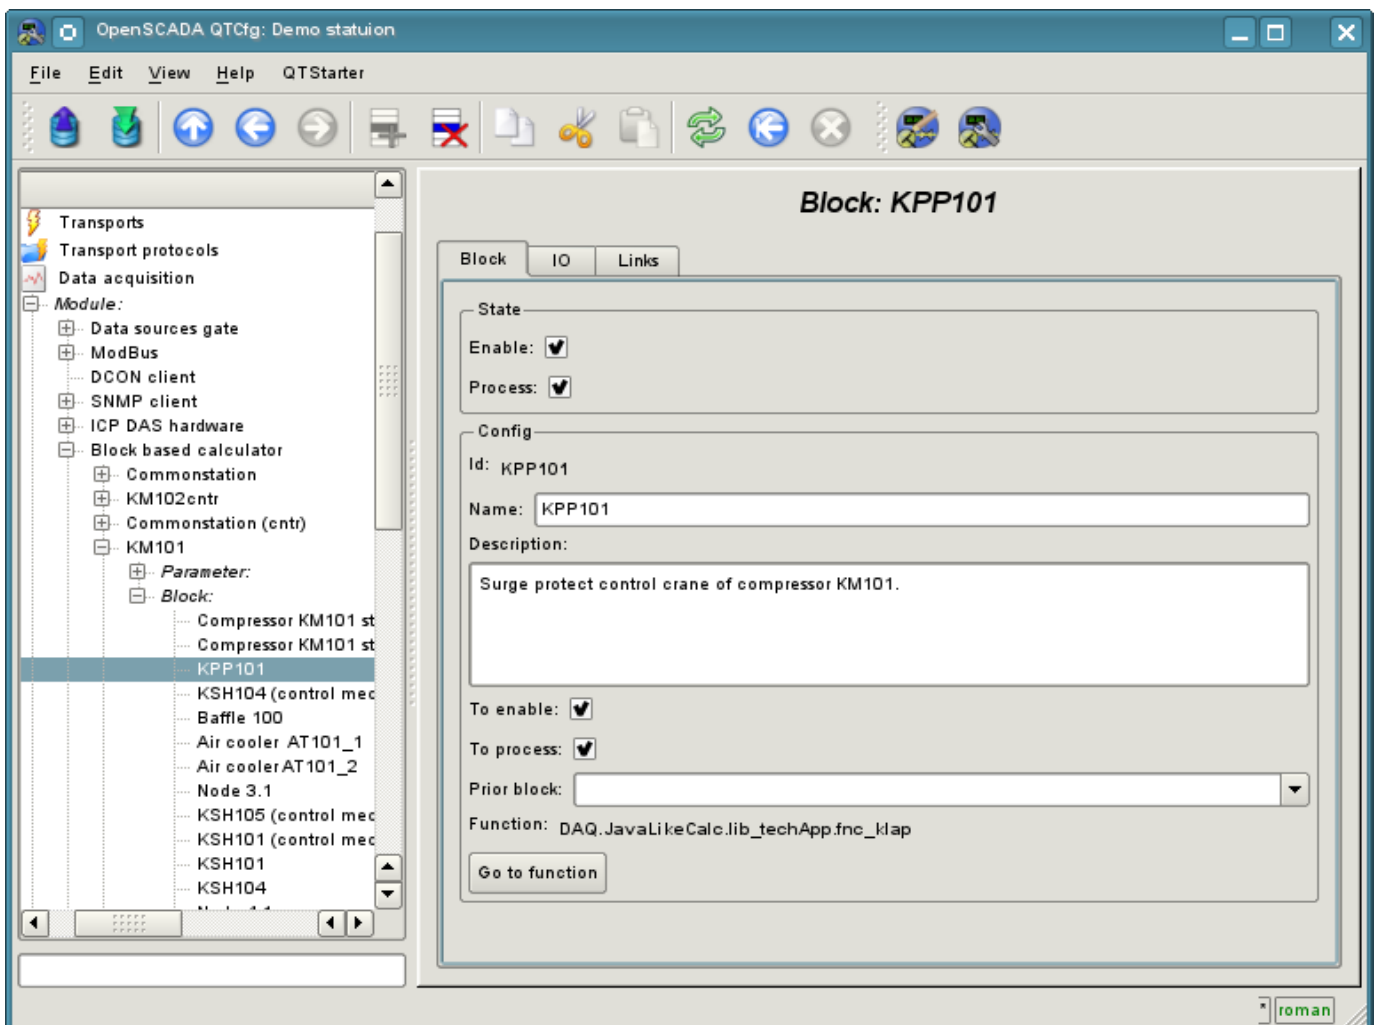 OpenSCADA QTCfg: Demo statuion
File Edit View Help QTStarter
Transports
Transport protocols
Data acquisition
Module:
Data sources gate
ModBus
DCON client
SNMP client
ICP DAS hardware
Block based calculator
Commonstation
KM102cntr
Commonstation (cntr)
KM101
Parameter:
Block:
Compressor KM101 st
Compressor KM101 st
KPP101
KSH104 (control mec
Baffle 100
Air cooler AT101_1
Air cooler AT101_2
Node 3.1
KSH105 (control mec
KSH101 (control mec
KSH101
KSH104
Block: KPP101
Block IO Links
State
Enable:
Process:
Config
Id: KPP101
Name: KPP101
Description:
Surge protect control crane of compressor KM101.
To enable:
To process:
Prior block:
Function: DAQ.JavaLikeCalc.lib_techApp.fnc_klap
Go to function
* roman